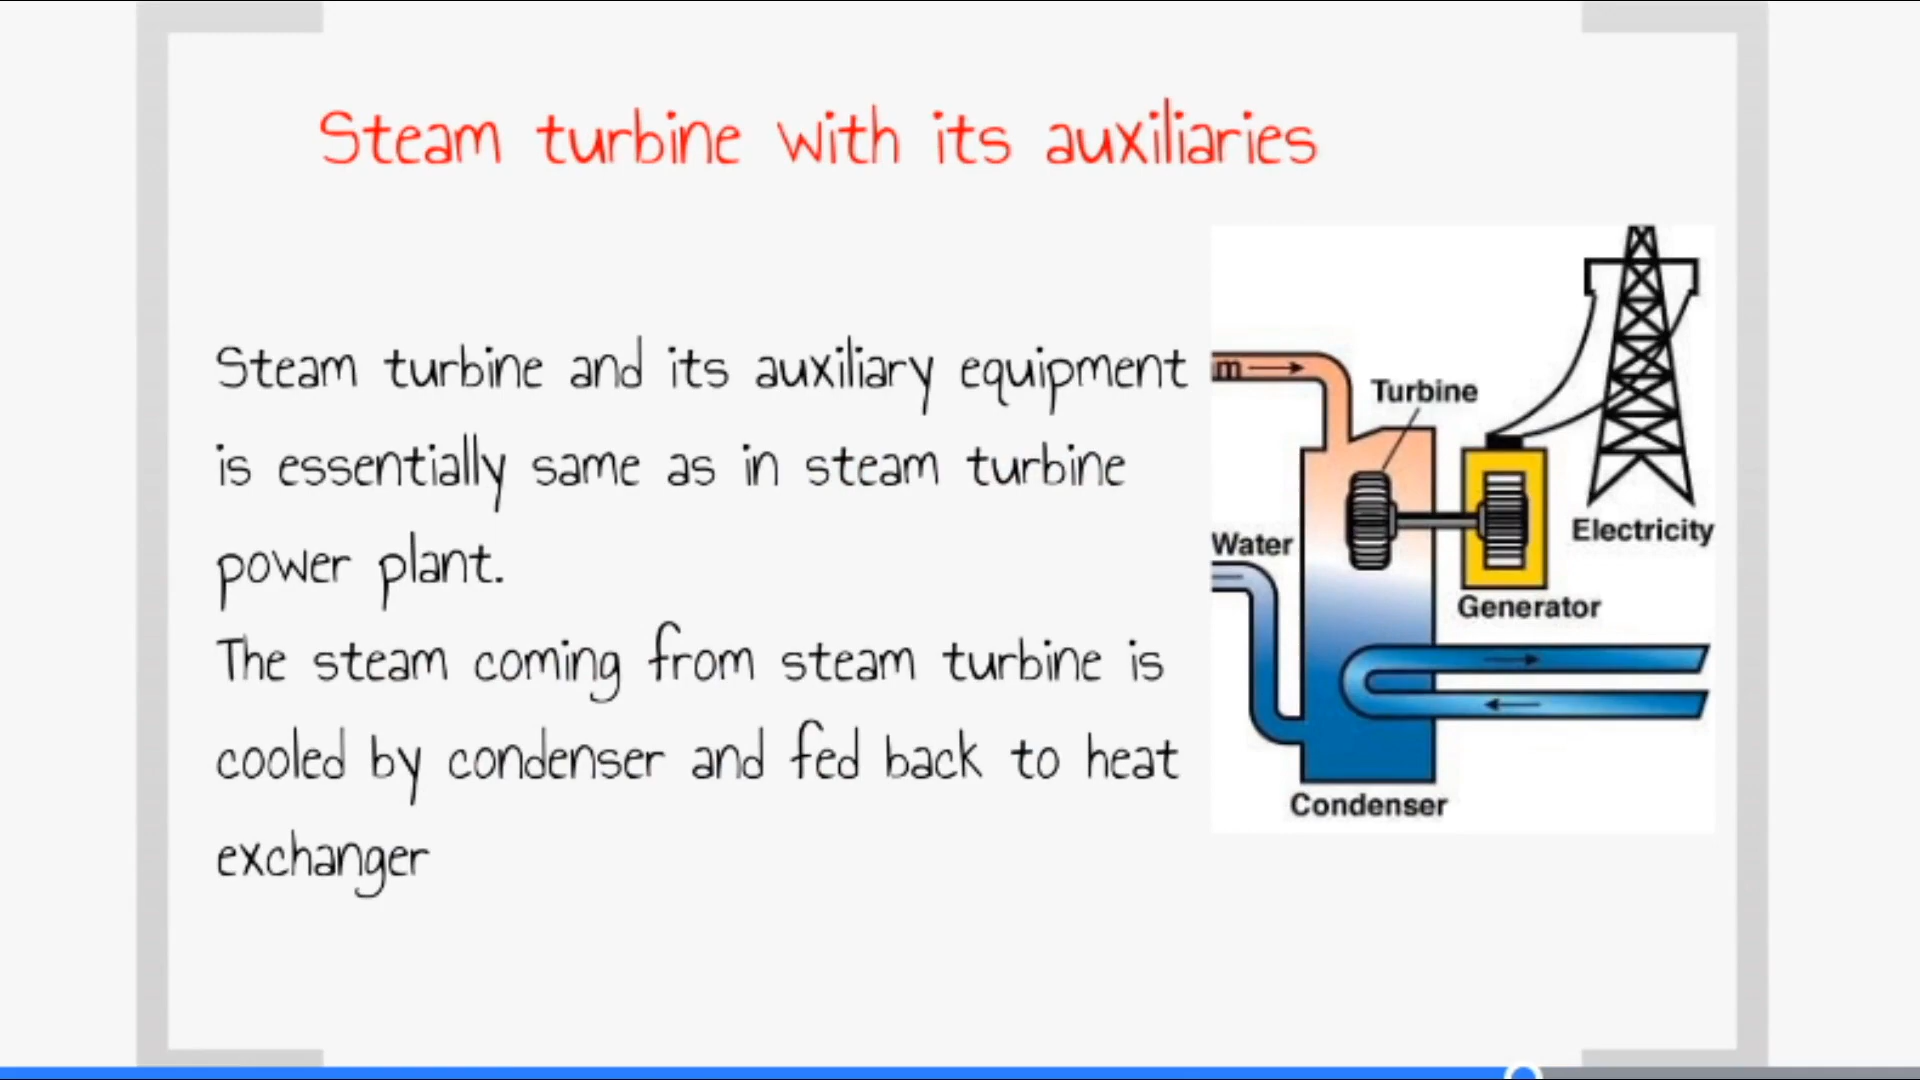 Steam turbine with its auxiliaries
Steam turbine and its auxiliary equipment
is essentially same as in steam turbine
power plant.
The steam coming from steam turbine is
cooled by condenser and fed back to heat
exchanger
m
Turbine
Water
Electricity
Generator
Condenser